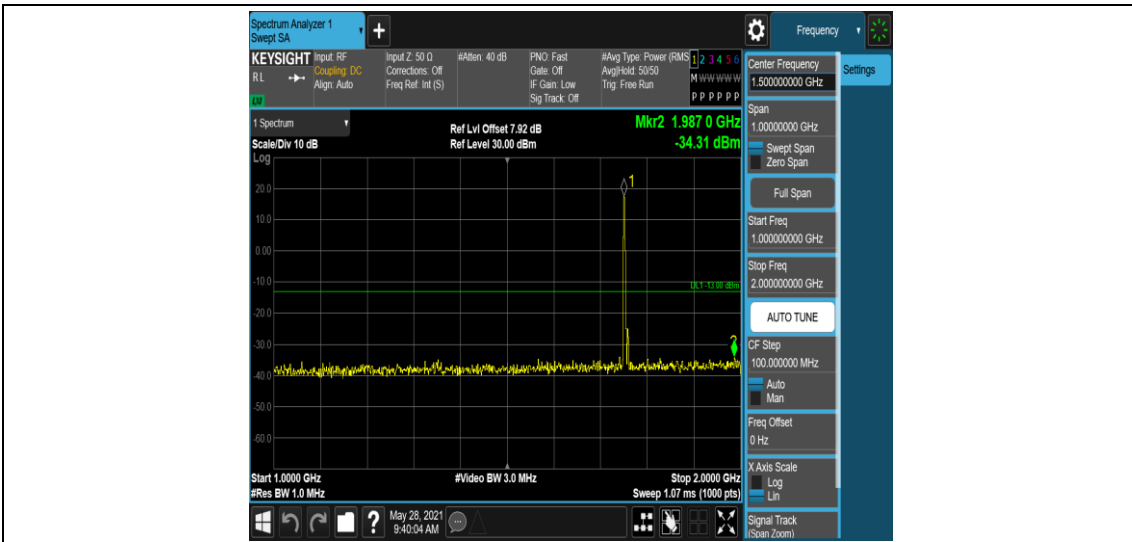 Spectrum Analyzer 1
Swept SA
+
Frequency
KEYSIGHT
RL
LXI
Input: RF
Coupling: DC
Align: Auto
Input Z: 50 Ω
Corrections: Off
Freq Ref: Int (S)
#Atten: 40 dB
PNO: Fast
Gate: Off
IF Gain: Low
Sig Track: Off
#Avg Type: Power (RMS
Avg|Hold: 50/50
Trig: Free Run
1 2 3 4 5 6
M W W W W W
P P P P P P
1 Spectrum
Scale/Div 10 dB
Log
Ref Lvl Offset 7.92 dB
Ref Level 30.00 dBm
Mkr2 1.987 0 GHz
-34.31 dBm
1
20.0
10.0
0.00
-10.0
DL1 -13.00 dBm
-20.0
-30.0
2
-40.0
-50.0
-60.0
Start 1.0000 GHz
#Res BW 1.0 MHz
#Video BW 3.0 MHz
Stop 2.0000 GHz
Sweep 1.07 ms (1000 pts)
?
May 28, 2021
9:40:04 AM
Center Frequency
1.500000000 GHz
Settings
Span
1.00000000 GHz
Swept Span
Zero Span
Full Span
Start Freq
1.000000000 GHz
Stop Freq
2.000000000 GHz
AUTO TUNE
CF Step
100.000000 MHz
Auto
Man
Freq Offset
0 Hz
X Axis Scale
Log
Lin
Signal Track
(Span Zoom)